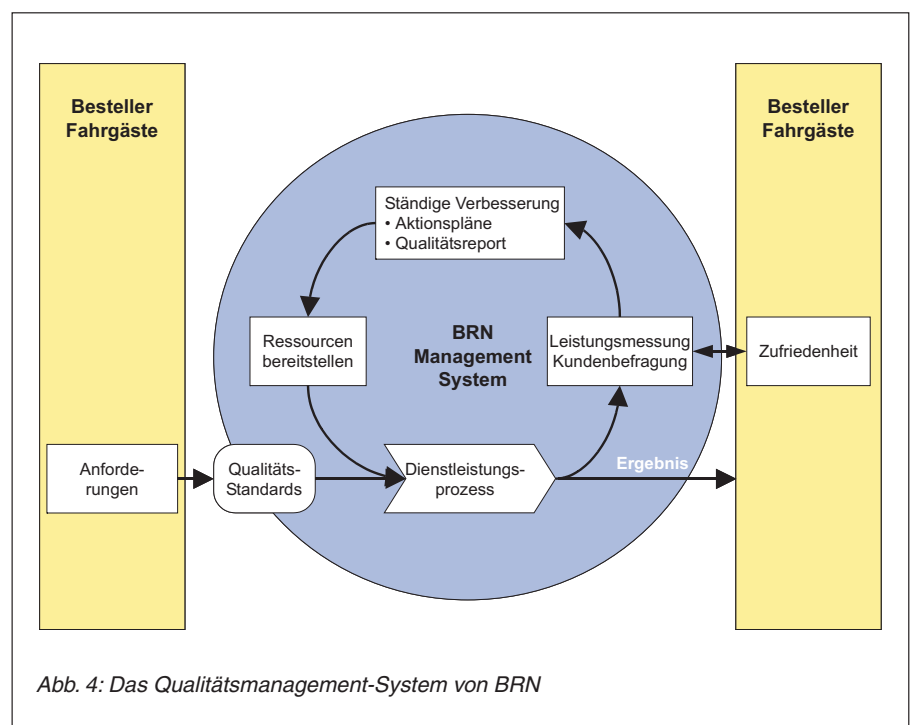 Besteller
Fahrgäste
Besteller
Fahrgäste
Ständige Verbesserung
• Aktionspläne
• Qualitätsreport
Ressourcen
bereitstellen
BRN
Management
System
Leistungsmessung
Kundenbefragung
Zufriedenheit
Anforde-
rungen
Qualitäts-
Standards
Dienstleistungs-
prozess
Ergebnis
Abb. 4: Das Qualitätsmanagement-System von BRN